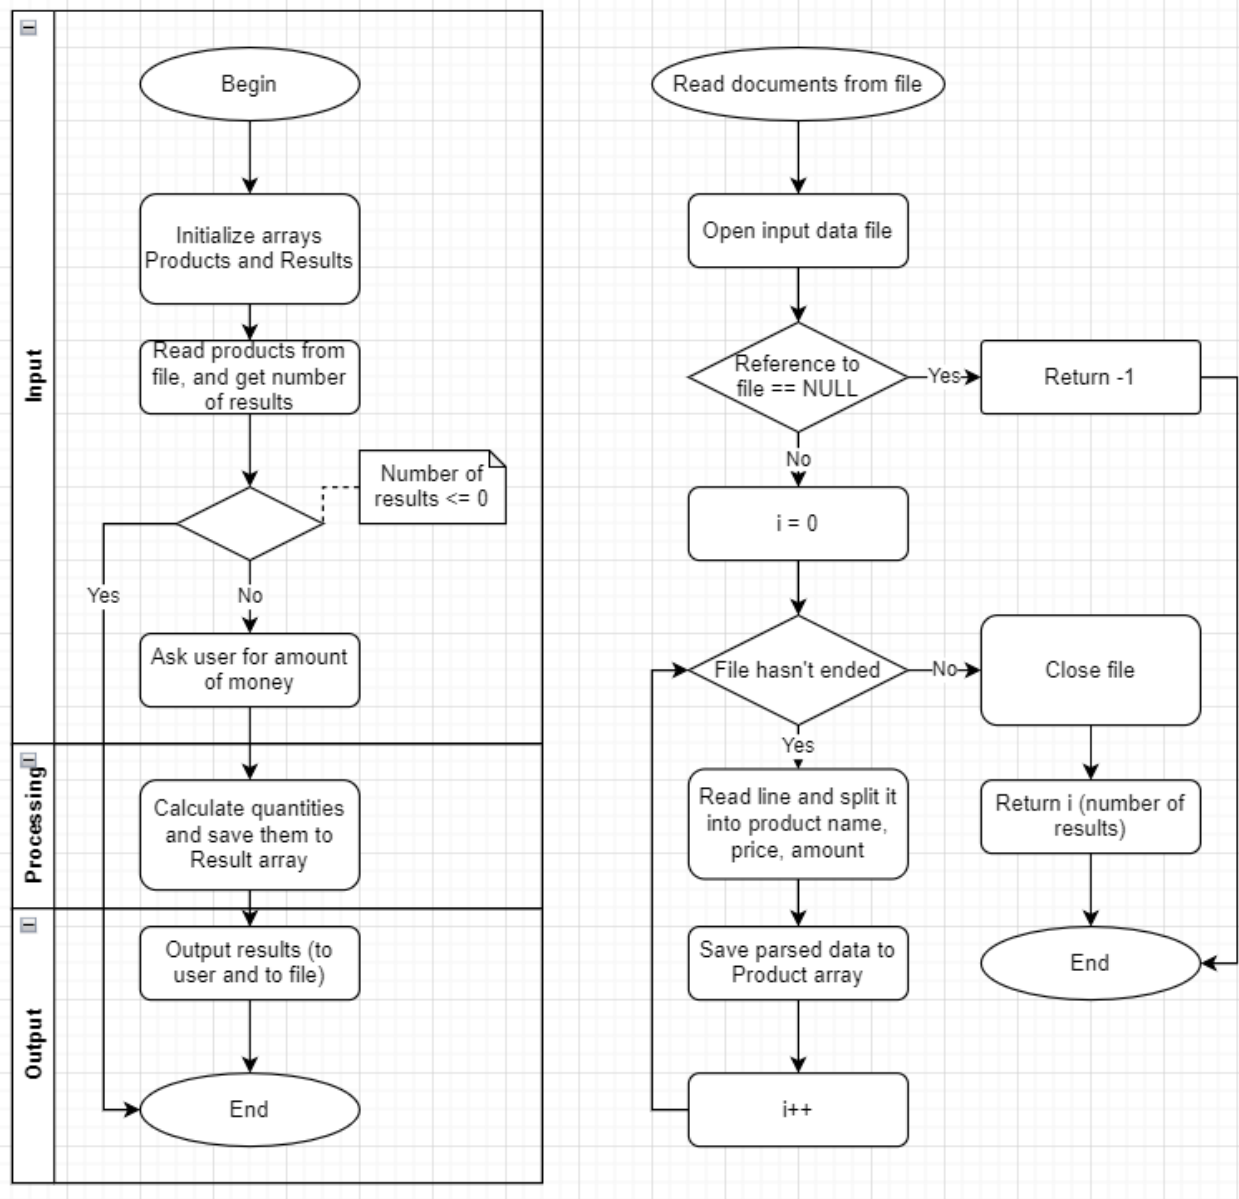 Input
Begin
Initialize arrays
Products and Results
Read products from
file, and get number
of results
Number of
results <= 0
Yes
No
Ask user for amount
of money
Processing
Calculate quantities
and save them to
Result array
Output
Output results (to
user and to file)
End
Read documents from file
Open input data file
Reference to
file == NULL
Yes
Return -1
No
i = 0
File hasn't ended
No
Close file
Yes
Read line and split it
into product name,
price, amount
Return i (number of
results)
Save parsed data to
Product array
End
i++